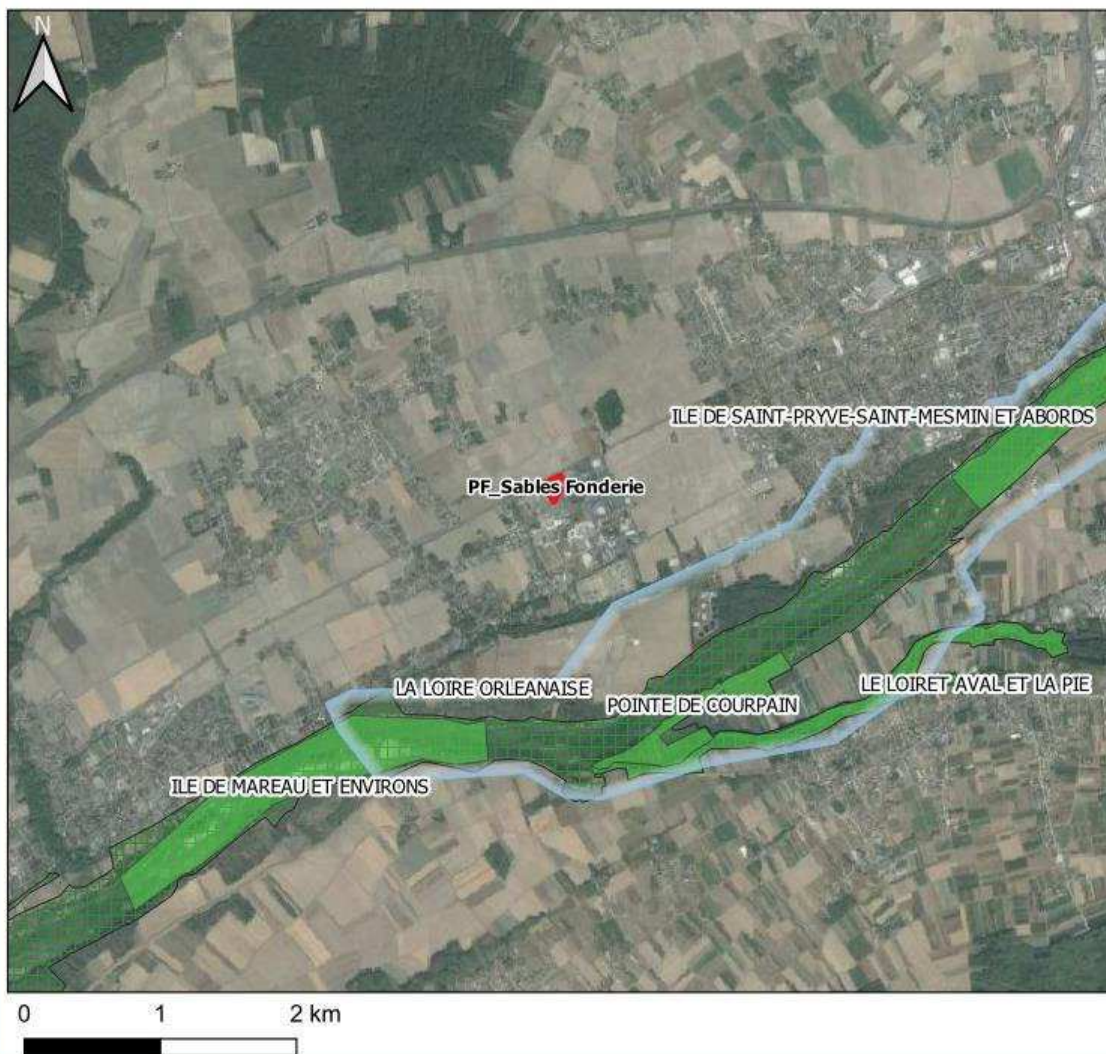 N
ILE DE SAINT-PRYVE-SAINT-MESMIN ET ABORDS
PF_Sables Fonderie
LA LOIRE ORLEANAISE
LE LOIRET AVAL ET LA PIE
POINTE DE COURPAIN
ILE DE MAREAU ET ENVIRONS
0 1 2 km